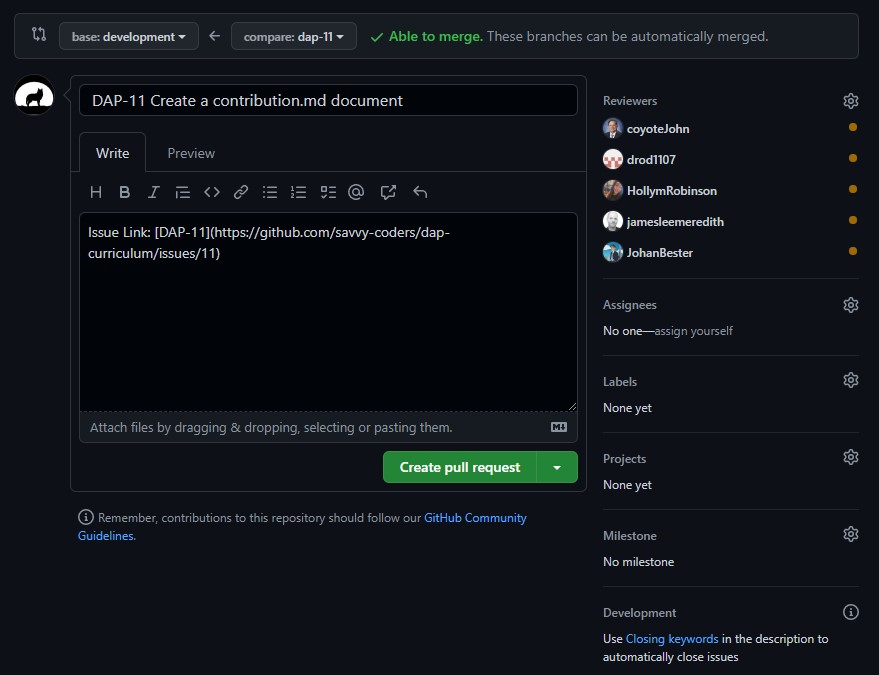 base: development
compare: dap-11
Able to merge. These branches can be automatically merged.
DAP-11 Create a contribution.md document
Write
Preview
Issue Link: [DAP-11](https://github.com/savvy-coders/dap-
curriculum/issues/11)
Attach files by dragging & dropping, selecting or pasting them.
Create pull request
Remember, contributions to this repository should follow our GitHub Community
Guidelines.
Reviewers
coyoteJohn
drod1107
HollymRobinson
jamesleemeredith
JohanBester
Assignees
No one—assign yourself
Labels
None yet
Projects
None yet
Milestone
No milestone
Development
Use Closing keywords in the description to
automatically close issues